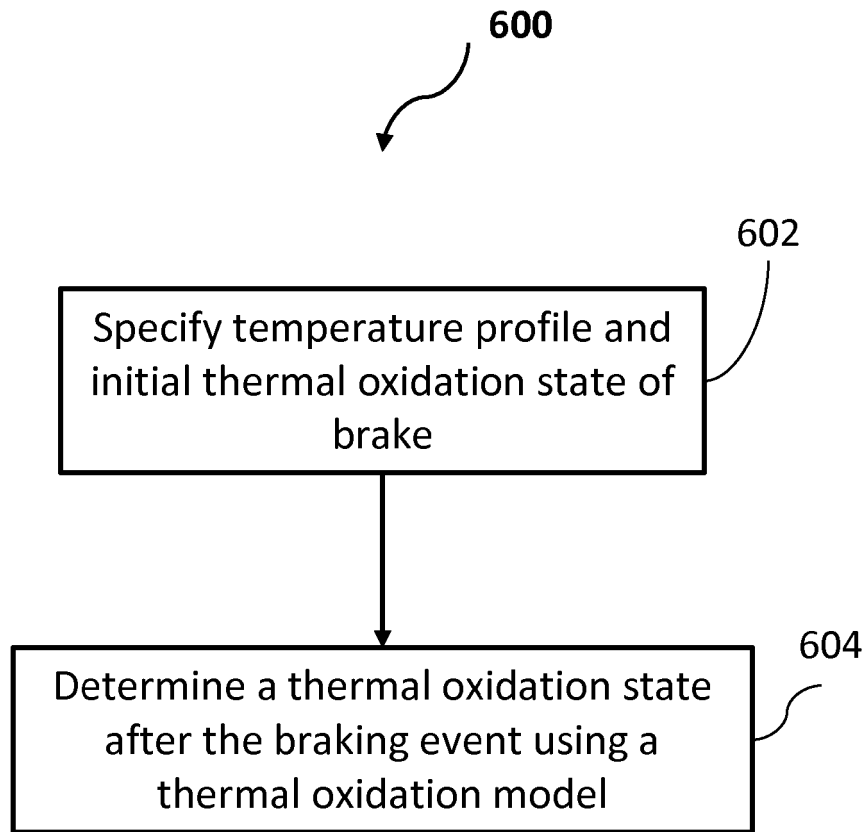 600
602
Specify temperature profile and
initial thermal oxidation state of
brake
604
Determine a thermal oxidation state
after the braking event using a
thermal oxidation model